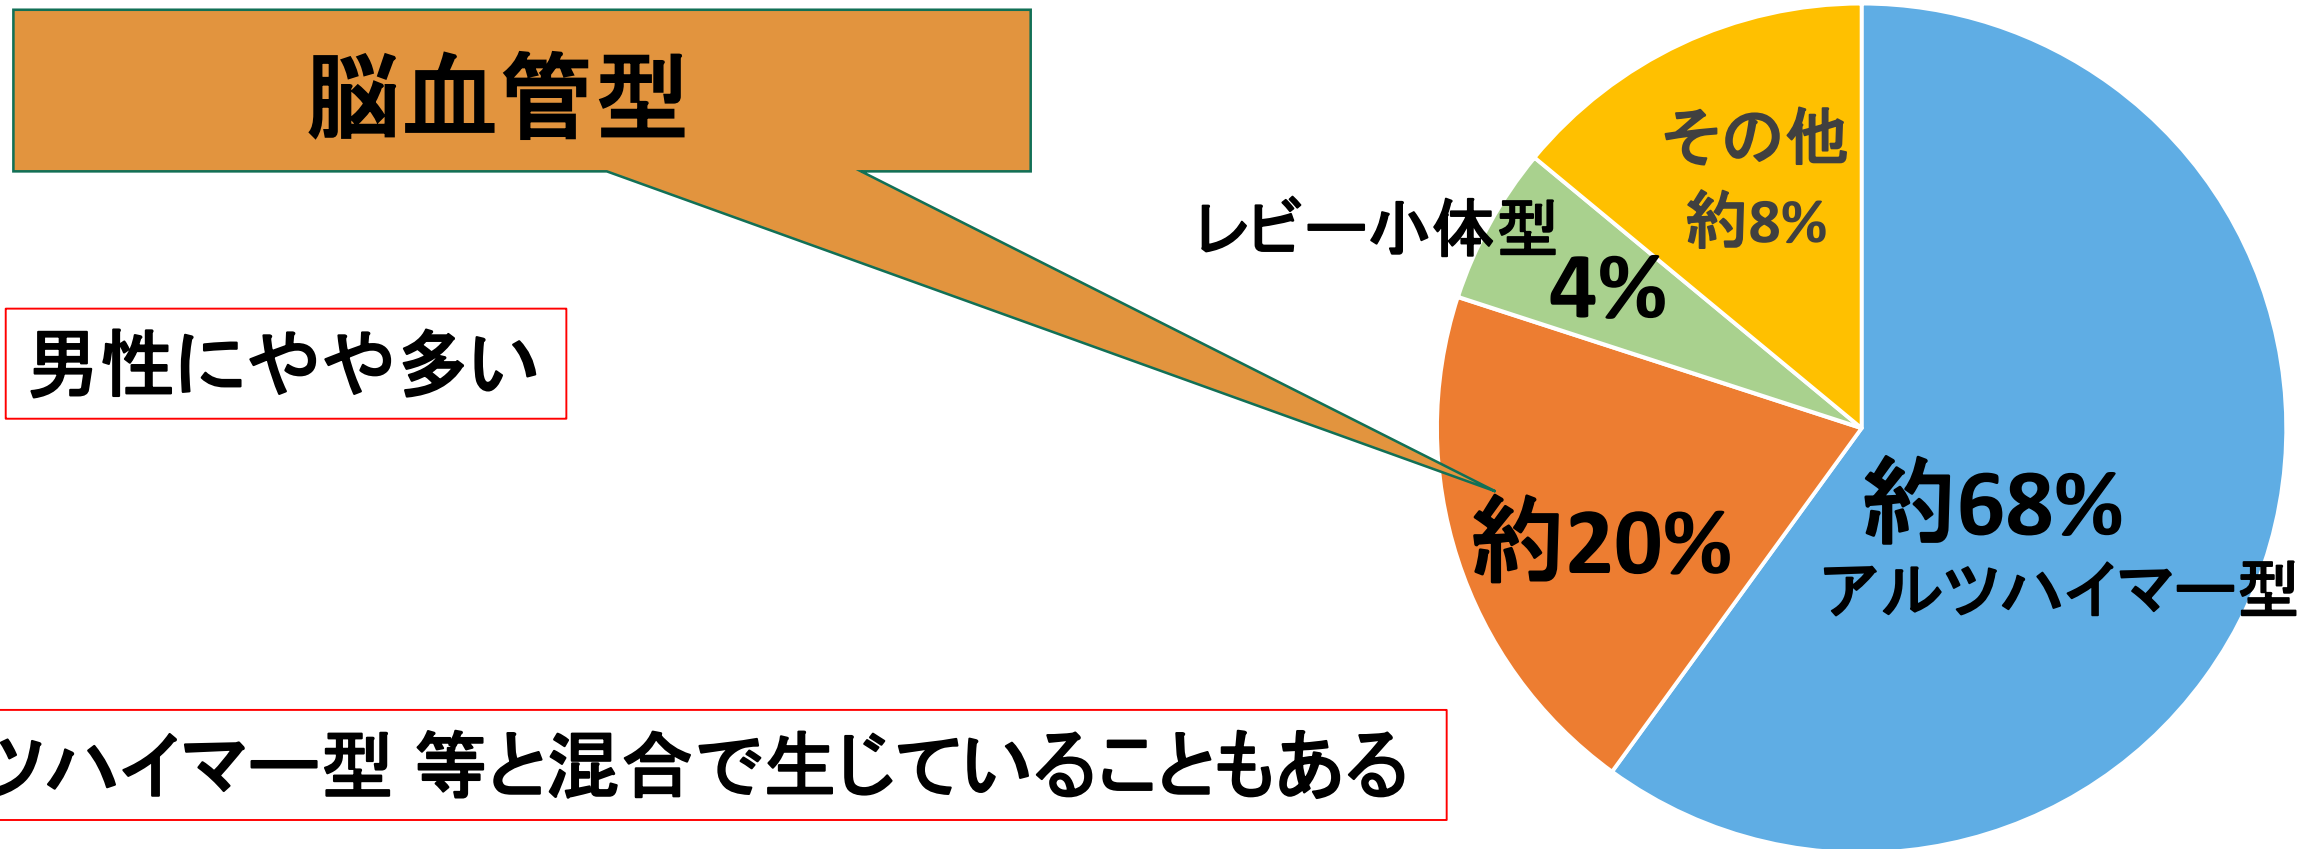 脳血管型
その他
約8%
レビー小体型
4%
男性にやや多い
約68%
約20%
アルツハイマー型
ツハイマー型 等と混合で生じていることもある